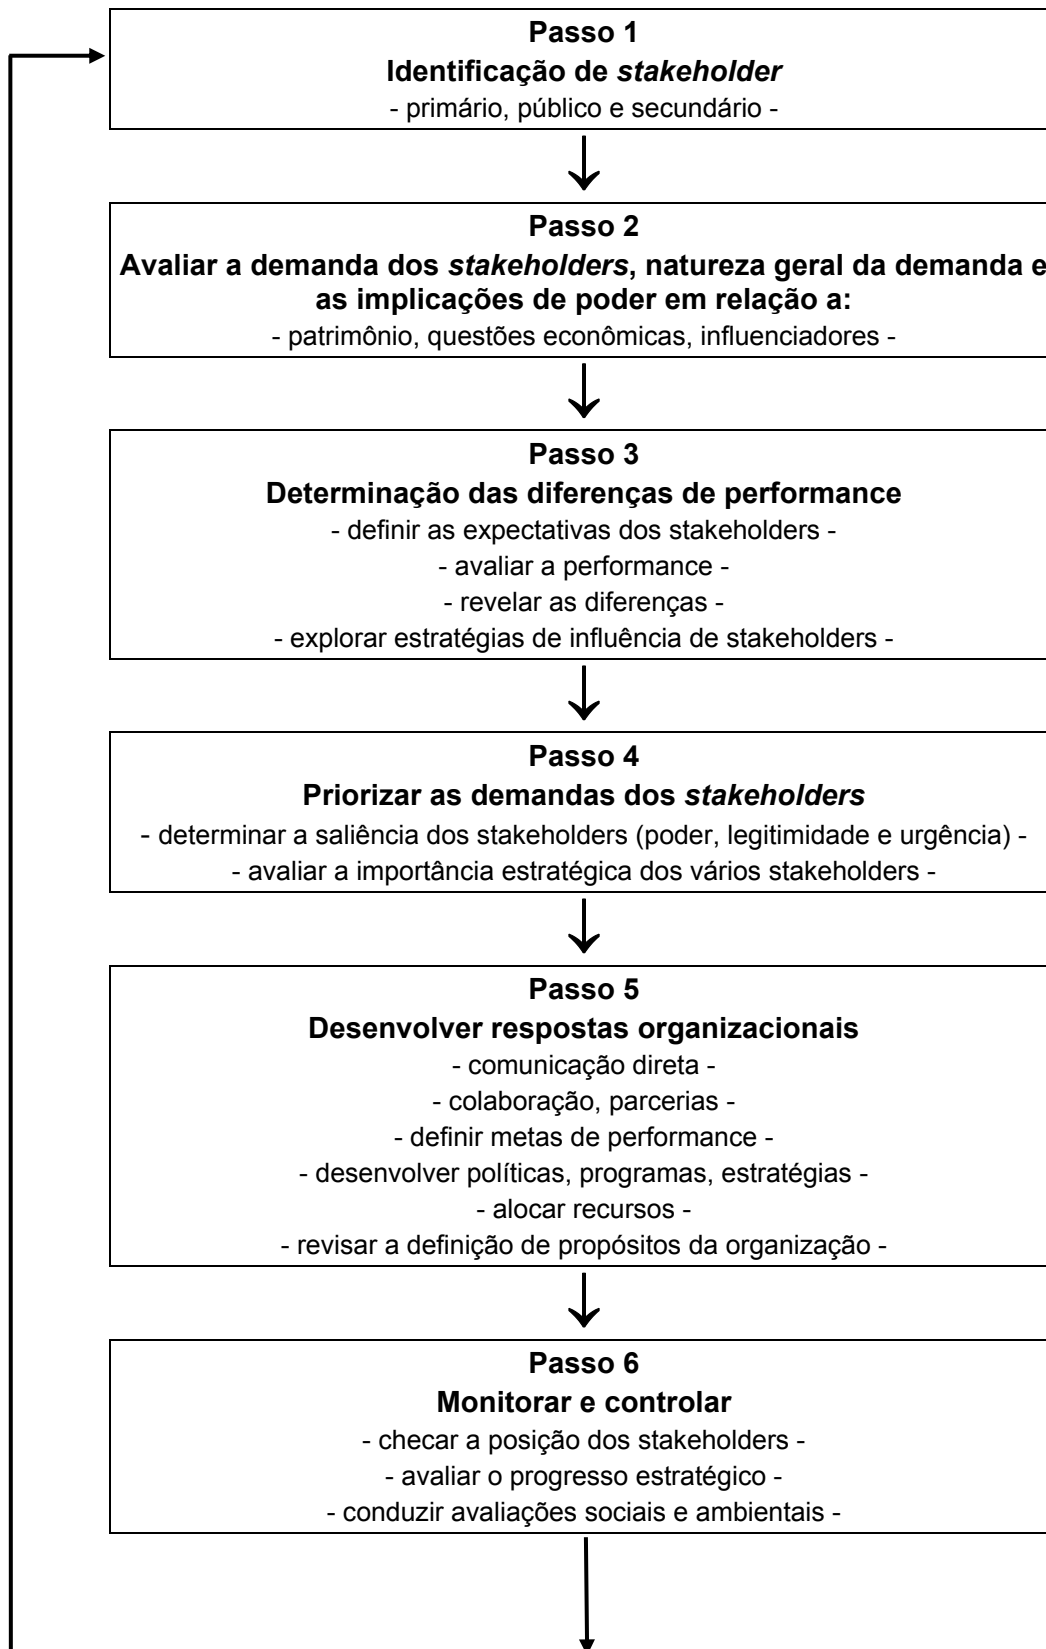 Passo 1
Identificação de stakeholder
- primário, público e secundário -
Passo 2
Avaliar a demanda dos stakeholders, natureza geral da demanda e
as implicações de poder em relação a:
- patrimônio, questões econômicas, influenciadores -
Passo 3
Determinação das diferenças de performance
- definir as expectativas dos stakeholders -
- avaliar a performance -
- revelar as diferenças -
- explorar estratégias de influência de stakeholders -
Passo 4
Priorizar as demandas dos stakeholders
- determinar a saliência dos stakeholders (poder, legitimidade e urgência) -
- avaliar a importância estratégica dos vários stakeholders -
Passo 5
Desenvolver respostas organizacionais
- comunicação direta -
- colaboração, parcerias -
- definir metas de performance -
- desenvolver políticas, programas, estratégias -
- alocar recursos -
- revisar a definição de propósitos da organização -
Passo 6
Monitorar e controlar
- checar a posição dos stakeholders -
- avaliar o progresso estratégico -
- conduzir avaliações sociais e ambientais -